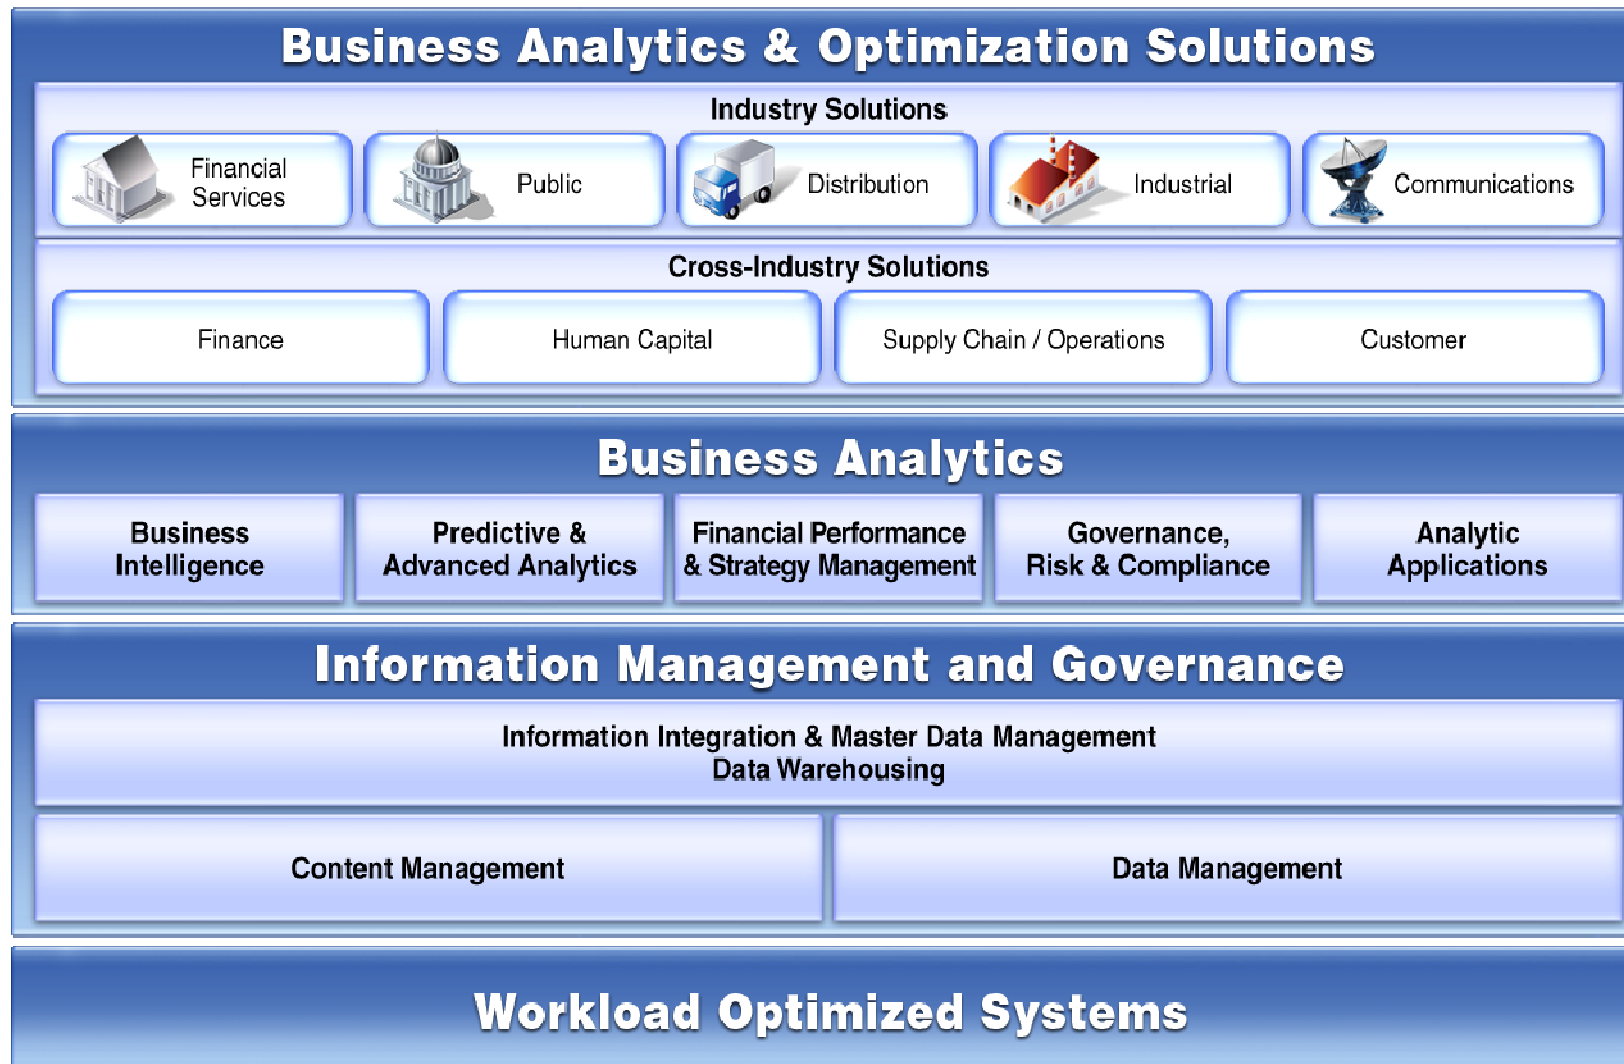 Business Analytics & Optimization Solutions
Industry Solutions
Financial
Services
Public
Distribution
Industrial
Communications
Cross-Industry Solutions
Finance
Human Capital
Supply Chain / Operations
Customer
Business Analytics
Business
Intelligence
Predictive &
Advanced Analytics
Financial Performance
& Strategy Management
Governance,
Risk & Compliance
Analytic
Applications
Information Management and Governance
Information Integration & Master Data Management
Data Warehousing
Content Management
Data Management
Workload Optimized Systems